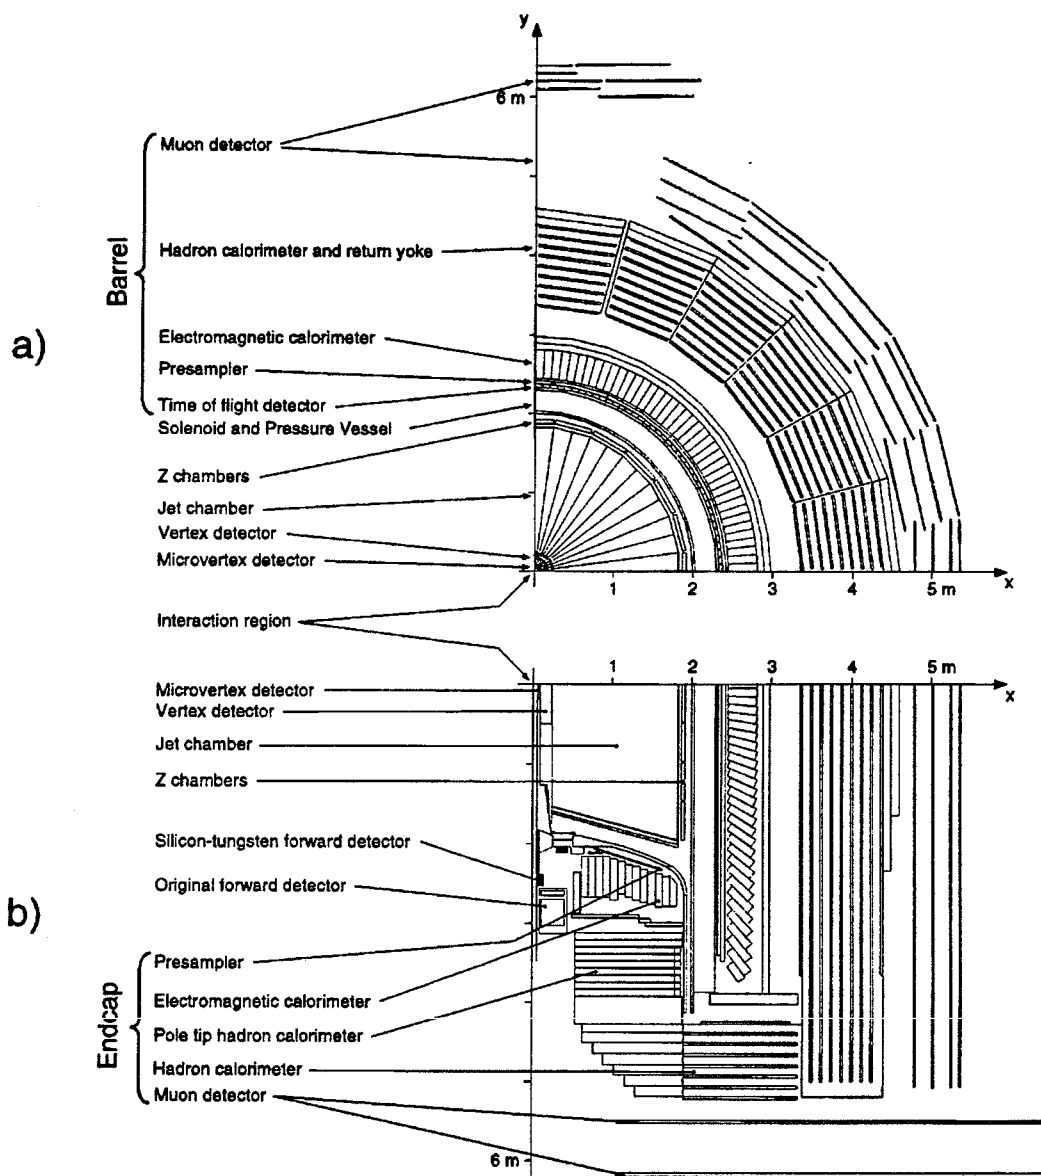 y
6 m
Muon detector
Barrel
Hadron calorimeter and return yoke
a)
Electromagnetic calorimeter
Presampler
Time of flight detector
Solenoid and Pressure Vessel
Z chambers
Jet chamber
Vertex detector
Microvertex detector
1 2 3 4 5 m
x
Interaction region
1 2 3 4 5 m
x
Microvertex detector
Vertex detector
Jet chamber
Z chambers
Silicon-tungsten forward detector
Original forward detector
b)
Endcap
Presampler
Electromagnetic calorimeter
Pole tip hadron calorimeter
Hadron calorimeter
Muon detector
6 m